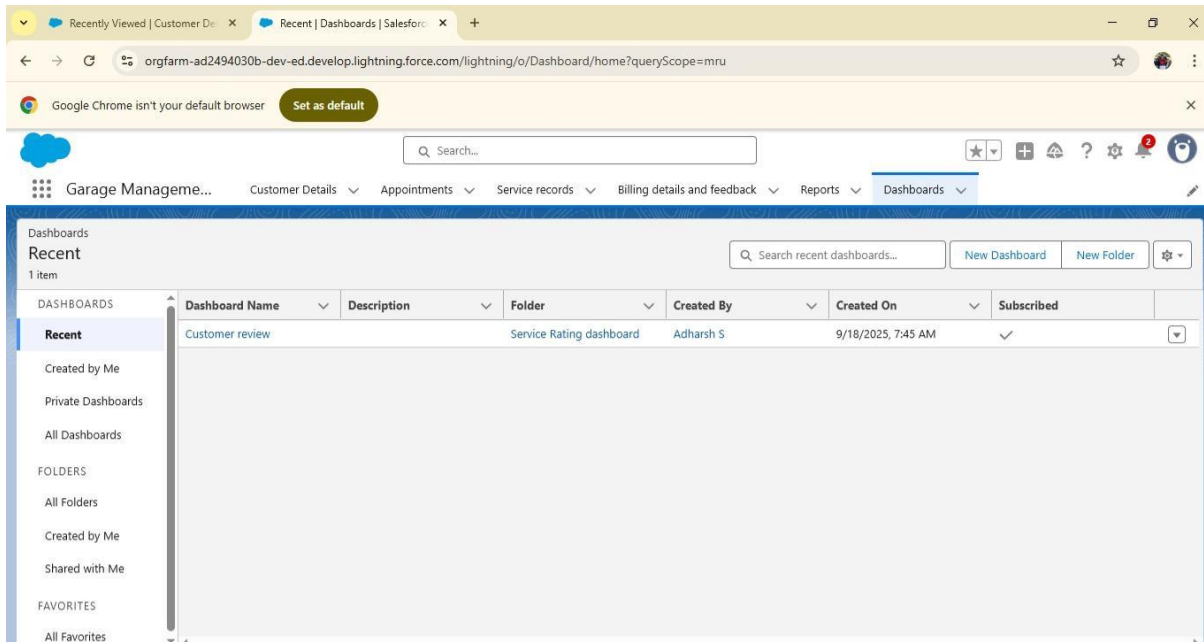 Recently Viewed | Customer De
Recent | Dashboards | Salesforc
orgfarm-ad2494030b-dev-ed.develop.lightning.force.com/lightning/o/Dashboard/home?queryScope=mru
Google Chrome isn't your default browser Set as default
Search...
2
Garage Manageme... Customer Details Appointments Service records Billing details and feedback Reports Dashboards
Dashboards
Recent
1 item
Search recent dashboards... New Dashboard New Folder
DASHBOARDS
Recent
Created by Me
Private Dashboards
All Dashboards
FOLDERS
All Folders
Created by Me
Shared with Me
FAVORITES
All Favorites
Dashboard Name Description Folder Created By Created On Subscribed
Customer review Service Rating dashboard Adharsh S 9/18/2025, 7:45 AM